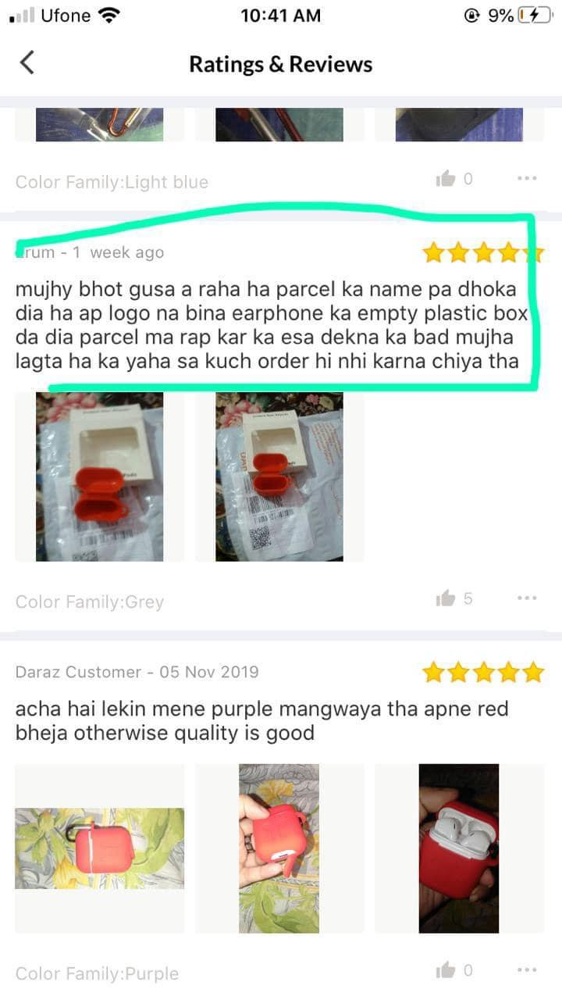 Ufone
10:41 AM
9%
Ratings & Reviews
Color Family:Light blue
0
rum - 1 week ago
mujhy bhot gusa a raha ha parcel ka name pa dhoka
dia ha ap logo na bina earphone ka empty plastic box
da dia parcel ma rap kar ka esa dekna ka bad mujha
lagta ha ka yaha sa kuch order hi nhi karna chiya tha
Color Family:Grey
5
Daraz Customer - 05 Nov 2019
acha hai lekin mene purple mangwaya tha apne red
bheja otherwise quality is good
Color Family:Purple
0